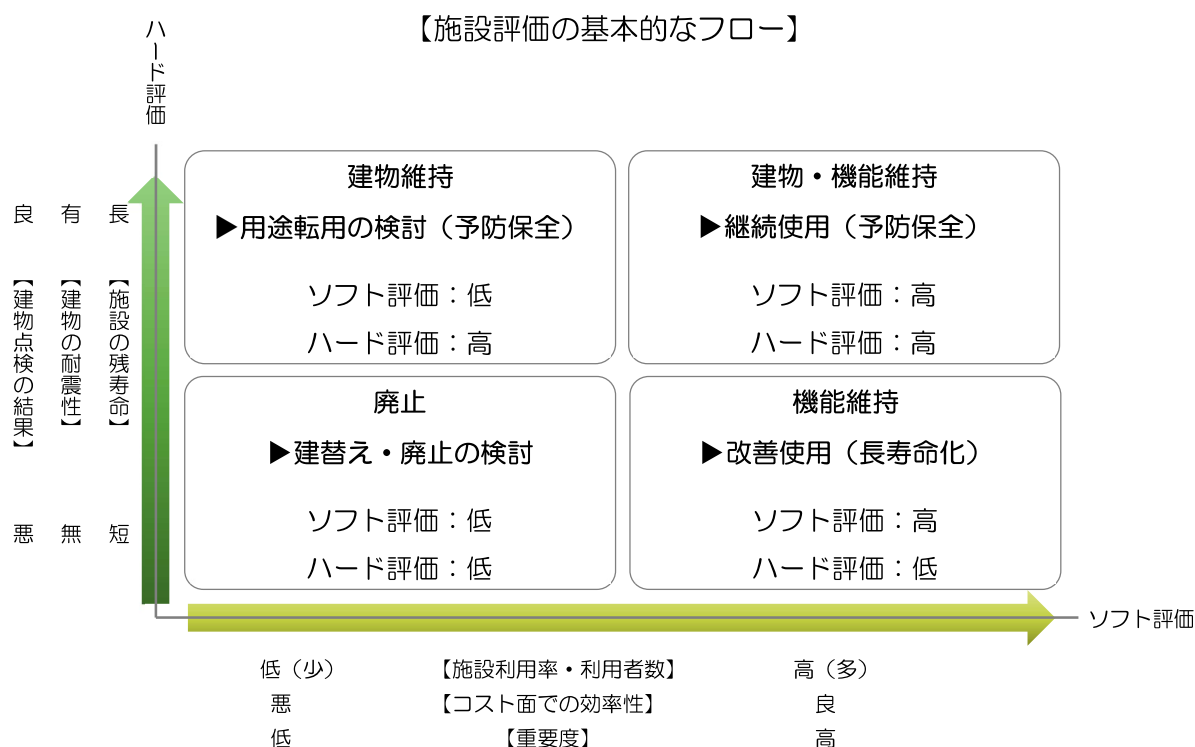 【施設評価の基本的なフロー】
ハード評価
建物維持
▶用途転用の検討（予防保全）
ソフト評価：低
ハード評価：高
建物・機能維持
▶継続使用（予防保全）
ソフト評価：高
ハード評価：高
良 有 長
【建物点検の結果】
【建物の耐震性】
【施設の残寿命】
悪 無 短
廃止
▶建替え・廃止の検討
ソフト評価：低
ハード評価：低
機能維持
▶改善使用（長寿命化）
ソフト評価：高
ハード評価：低
ソフト評価
低（少） 【施設利用率・利用者数】 高（多）
悪 【コスト面での効率性】 良
低 【重要度】 高